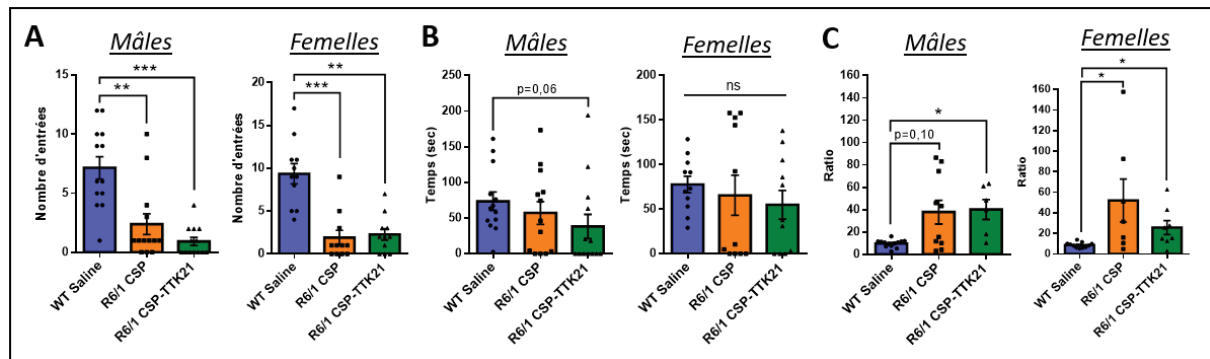 A
Mâles
Nombre d'entrées
15
10
5
0
***
**
WT Saline
R6/1 CSP
R6/1 CSP-TTK21
Femelles
Nombre d'entrées
20
15
10
5
0
**
***
WT Saline
R6/1 CSP
R6/1 CSP-TTK21
B
Mâles
Temps (sec)
250
200
150
100
50
0
p=0,06
WT Saline
R6/1 CSP
R6/1 CSP-TTK21
Femelles
Temps (sec)
200
150
100
50
0
ns
WT Saline
R6/1 CSP
R6/1 CSP-TTK21
C
Mâles
Ratio
160
140
120
100
80
60
40
20
0
*
p=0,10
WT Saline
R6/1 CSP
R6/1 CSP-TTK21
Femelles
Ratio
160
140
120
100
80
60
40
20
0
*
*
WT Saline
R6/1 CSP
R6/1 CSP-TTK21